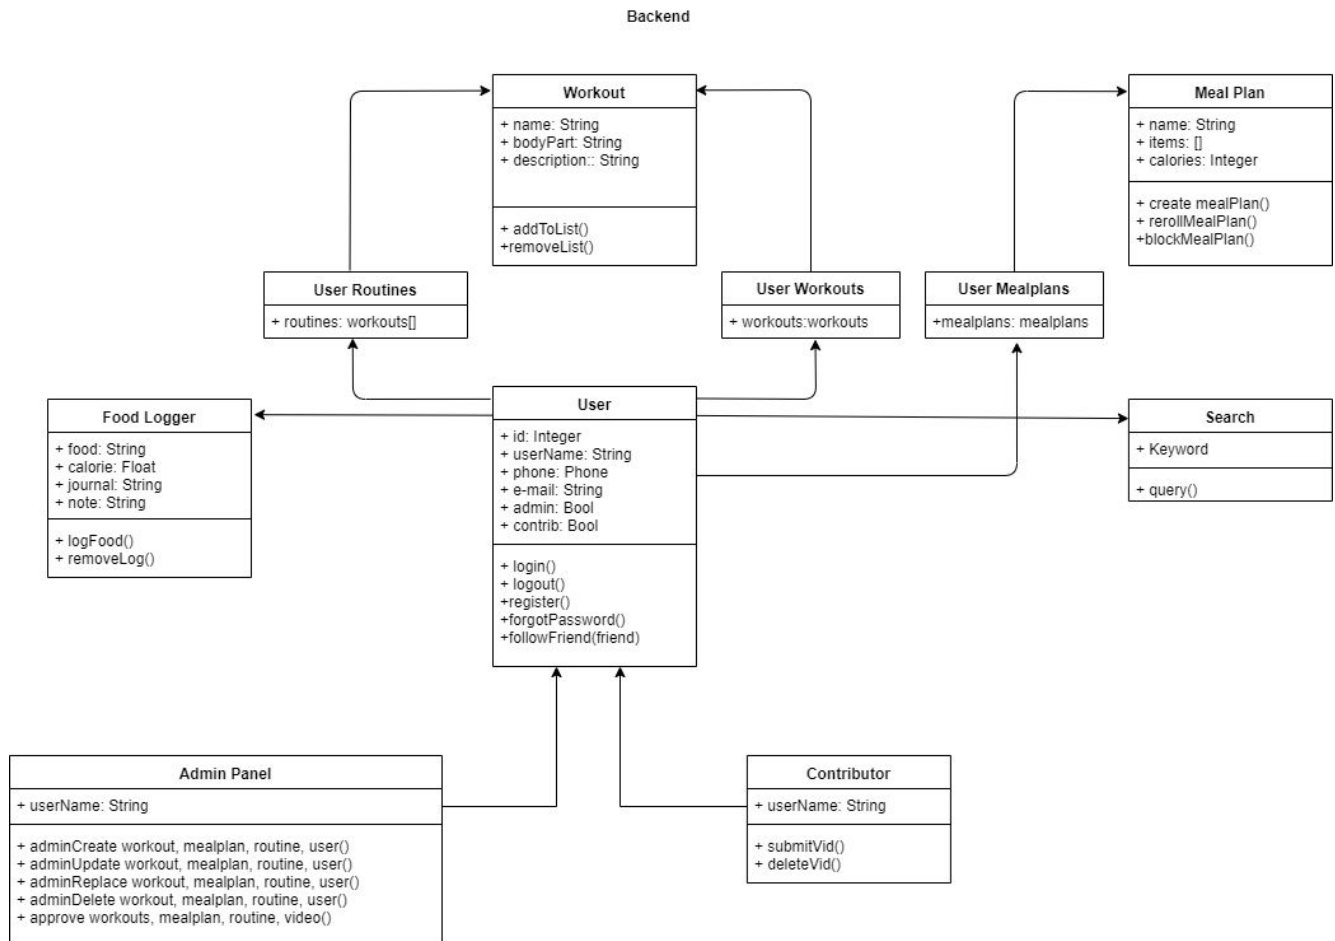 Backend
Workout
+ name: String
+ bodyPart: String
+ description:: String
+ addToList()
+removeList()
Meal Plan
+ name: String
+ items: []
+ calories: Integer
+ create mealPlan()
+ rerollMealPlan()
+blockMealPlan()
User Routines
+ routines: workouts[]
User Workouts
+ workouts:workouts
User Mealplans
+mealplans: mealplans
Food Logger
+ food: String
+ calorie: Float
+ journal: String
+ note: String
+ logFood()
+ removeLog()
User
+ id: Integer
+ userName: String
+ phone: Phone
+ e-mail: String
+ admin: Bool
+ contrib: Bool
+ login()
+ logout()
+register()
+forgotPassword()
+followFriend(friend)
Search
+ Keyword
+ query()
Admin Panel
+ userName: String
+ adminCreate workout, mealplan, routine, user()
+ adminUpdate workout, mealplan, routine, user()
+ adminReplace workout, mealplan, routine, user()
+ adminDelete workout, mealplan, routine, user()
+ approve workouts, mealplan, routine, video()
Contributor
+ userName: String
+ submitVid()
+ deleteVid()